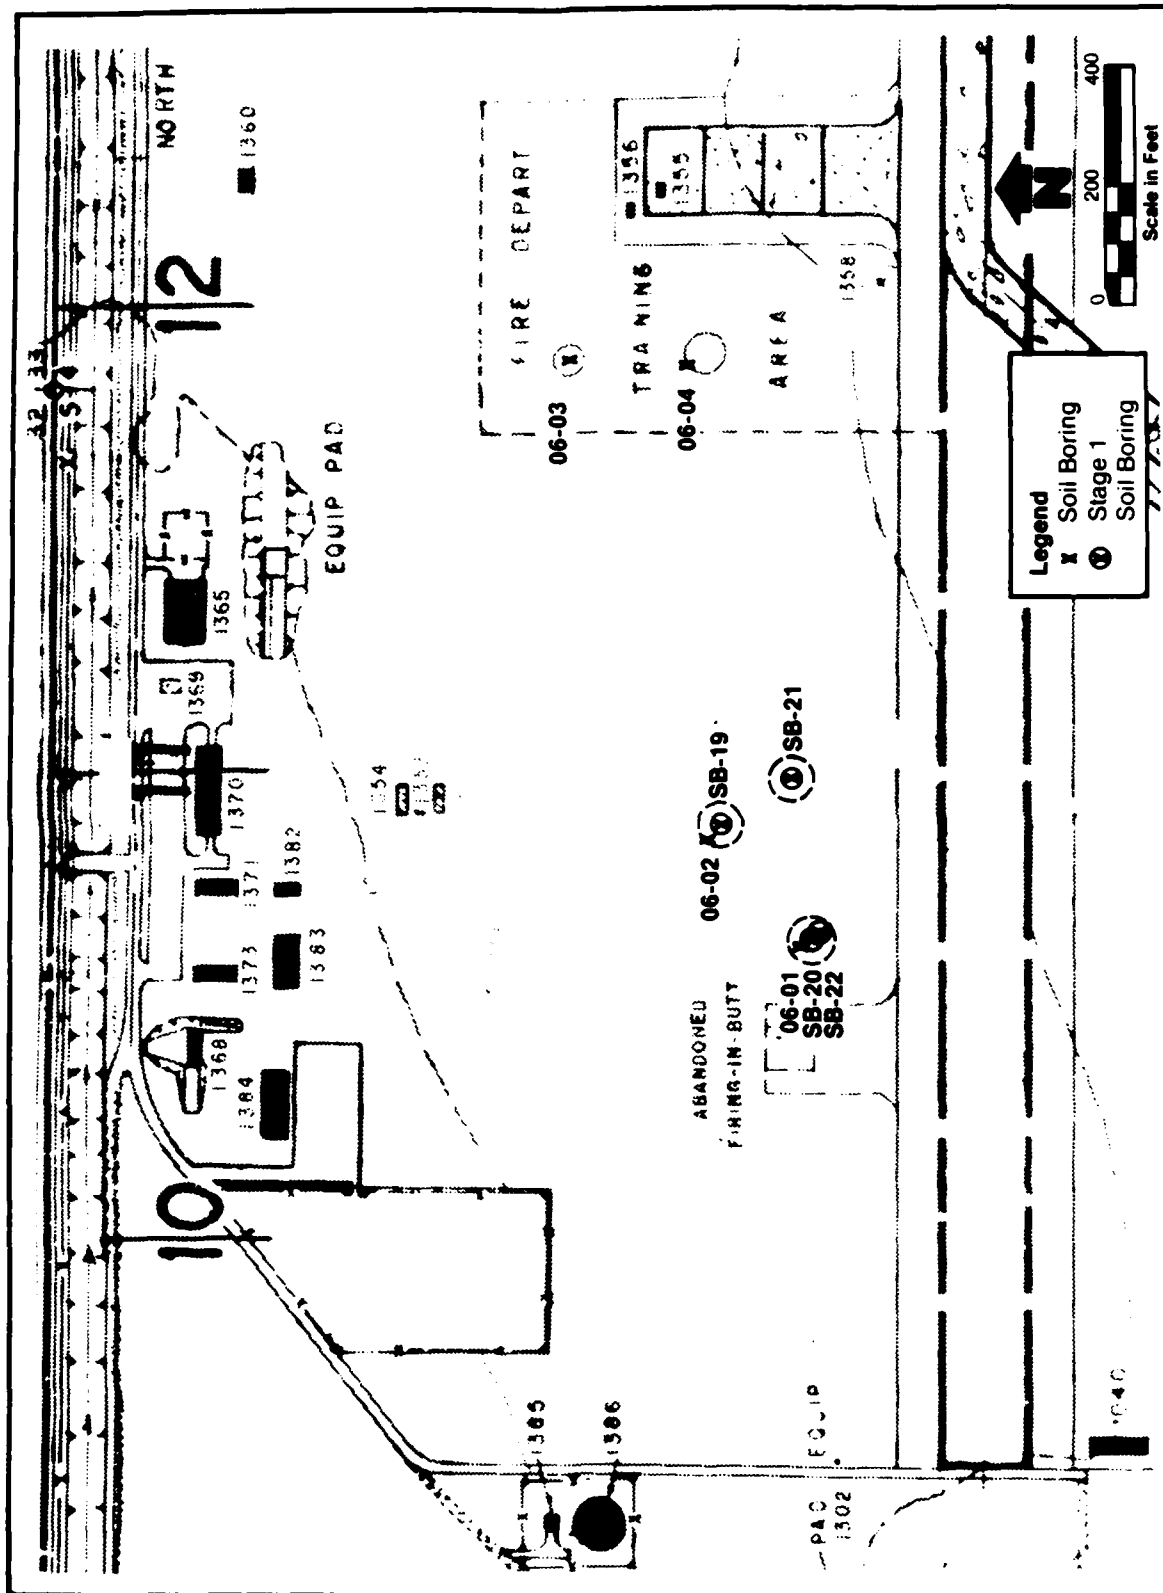 32 33
5 4
NORTH
12
1360
1365
EQUIP PAD
1369
1370
1371
1382
1373
1383
1368
1384
10
FIRE DEPART
TRAINING
AREA
1356
1355
1358
06-03
06-04
SB-19
06-02
SB-21
06-01
SB-20
SB-22
ABANDONED
FIRING-IN-BUTT
1385
1386
EQUIP
PAD
1302
Legend
X Soil Boring
Stage 1
Soil Boring
N
0 200 400
Scale in Feet